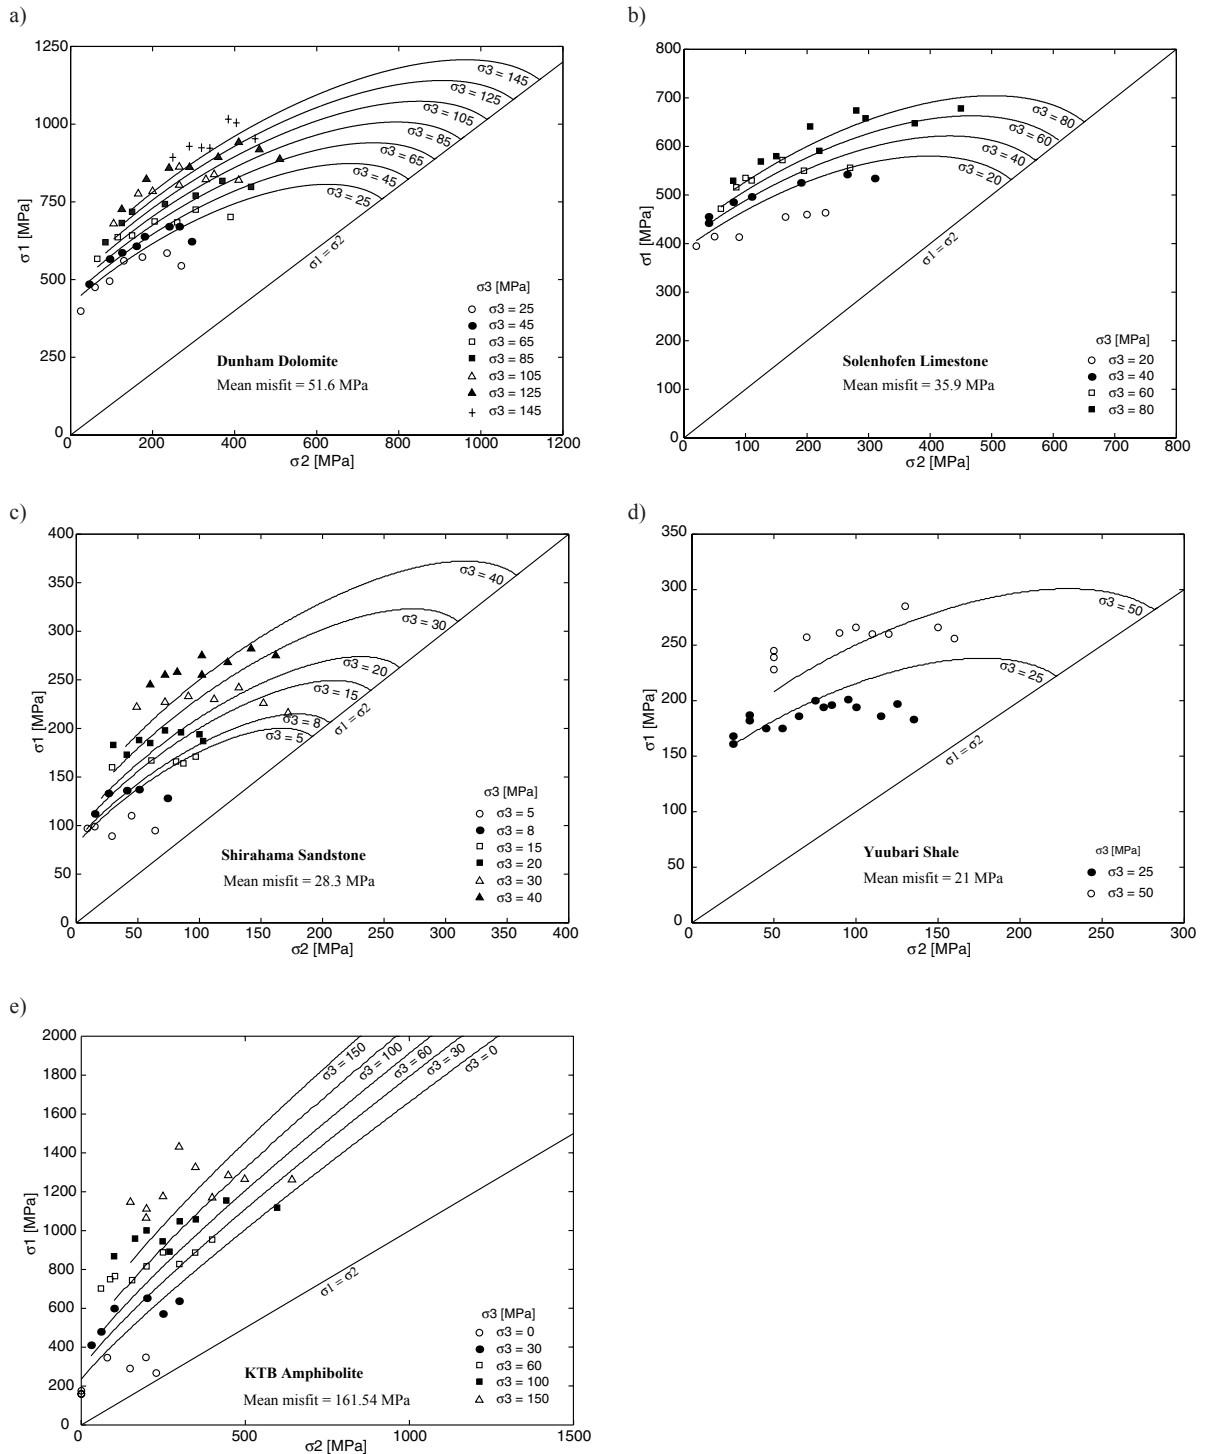 a)
1250
1000
750
500
250
0
0
200
400
600
800
1000
1200
σ1 [MPa]
σ2 [MPa]
σ3 = 145
σ3 = 125
σ3 = 105
σ3 = 85
σ3 = 65
σ3 = 45
σ3 = 25
σ1 = σ2
Dunham Dolomite
Mean misfit = 51.6 MPa
σ3 [MPa]
σ3 = 25
σ3 = 45
σ3 = 65
σ3 = 85
σ3 = 105
σ3 = 125
σ3 = 145
b)
800
700
600
500
400
300
200
100
0
0
100
200
300
400
500
600
700
800
σ1 [MPa]
σ2 [MPa]
σ3 = 80
σ3 = 60
σ3 = 40
σ3 = 20
σ1 = σ2
Solenhofen Limestone
Mean misfit = 35.9 MPa
σ3 [MPa]
σ3 = 20
σ3 = 40
σ3 = 60
σ3 = 80
c)
400
350
300
250
200
150
100
50
0
0
50
100
150
200
250
300
350
400
σ1 [MPa]
σ2 [MPa]
σ3 = 40
σ3 = 30
σ3 = 20
σ3 = 15
σ3 = 8
σ3 = 5
σ1 = σ2
Shirahama Sandstone
Mean misfit = 28.3 MPa
σ3 [MPa]
σ3 = 5
σ3 = 8
σ3 = 15
σ3 = 20
σ3 = 30
σ3 = 40
d)
350
300
250
200
150
100
50
0
0
50
100
150
200
250
300
σ1 [MPa]
σ2 [MPa]
σ3 = 50
σ3 = 25
σ1 = σ2
Yuubari Shale
Mean misfit = 21 MPa
σ3 [MPa]
σ3 = 25
σ3 = 50
e)
2000
1800
1600
1400
1200
1000
800
600
400
200
0
0
500
1000
1500
σ1 [MPa]
σ2 [MPa]
σ3 = 150
σ3 = 100
σ3 = 60
σ3 = 30
σ3 = 0
σ1 = σ2
KTB Amphibolite
Mean misfit = 161.54 MPa
σ3 [MPa]
σ3 = 0
σ3 = 30
σ3 = 60
σ3 = 100
σ3 = 150